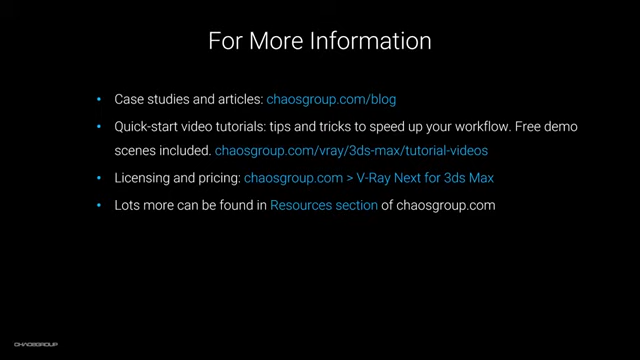 For More Information
• Case studies and articles: chaosgroup.com/blog
• Quick-start video tutorials: tips and tricks to speed up your workflow. Free demo
scenes included. chaosgroup.com/vray/3ds-max/tutorial-videos
• Licensing and pricing: chaosgroup.com > V-Ray Next for 3ds Max
• Lots more can be found in Resources section of chaosgroup.com
CHAOSGROUP